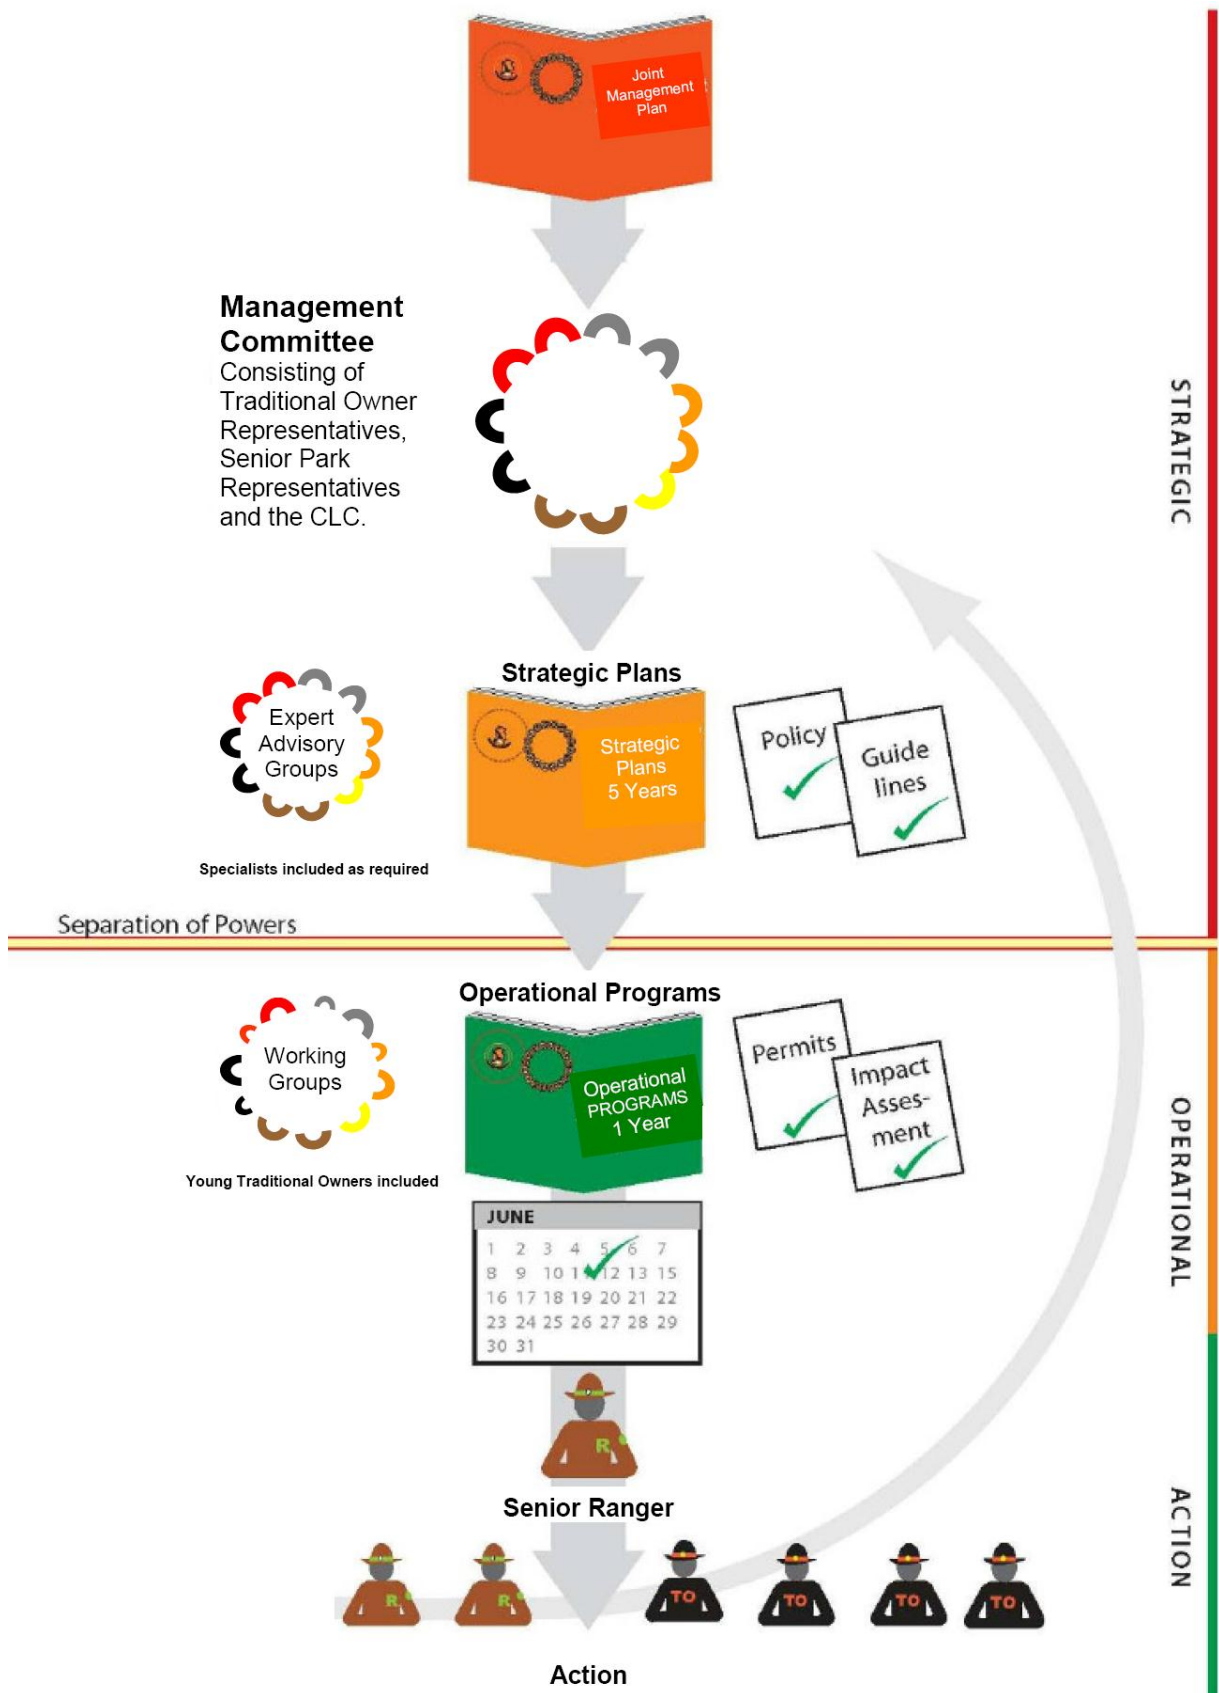 Joint
Management
Plan
Management
Committee
Consisting of
Traditional Owner
Representatives,
Senior Park
Representatives
and the CLC.
STRATEGIC
Strategic Plans
Expert
Advisory
Groups
Strategic
Plans
5 Years
Policy
Guide
lines
Specialists included as required
Separation of Powers
Operational Programs
Working
Groups
Operational
PROGRAMS
1 Year
Permits
Impact
Asses-
ment
Young Traditional Owners included
OPERATIONAL
JUNE
1 2 3 4 5 6 7
8 9 10 11 12 13 15
16 17 18 19 20 21 22
23 24 25 26 27 28 29
30 31
R
Senior Ranger
ACTION
R R TO TO TO TO
Action